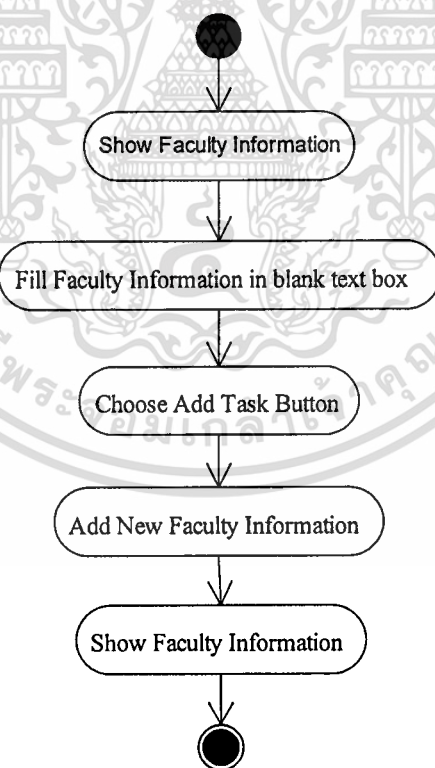 Show Faculty Information
Fill Faculty Information in blank text box
Choose Add Task Button
Add New Faculty Information
Show Faculty Information